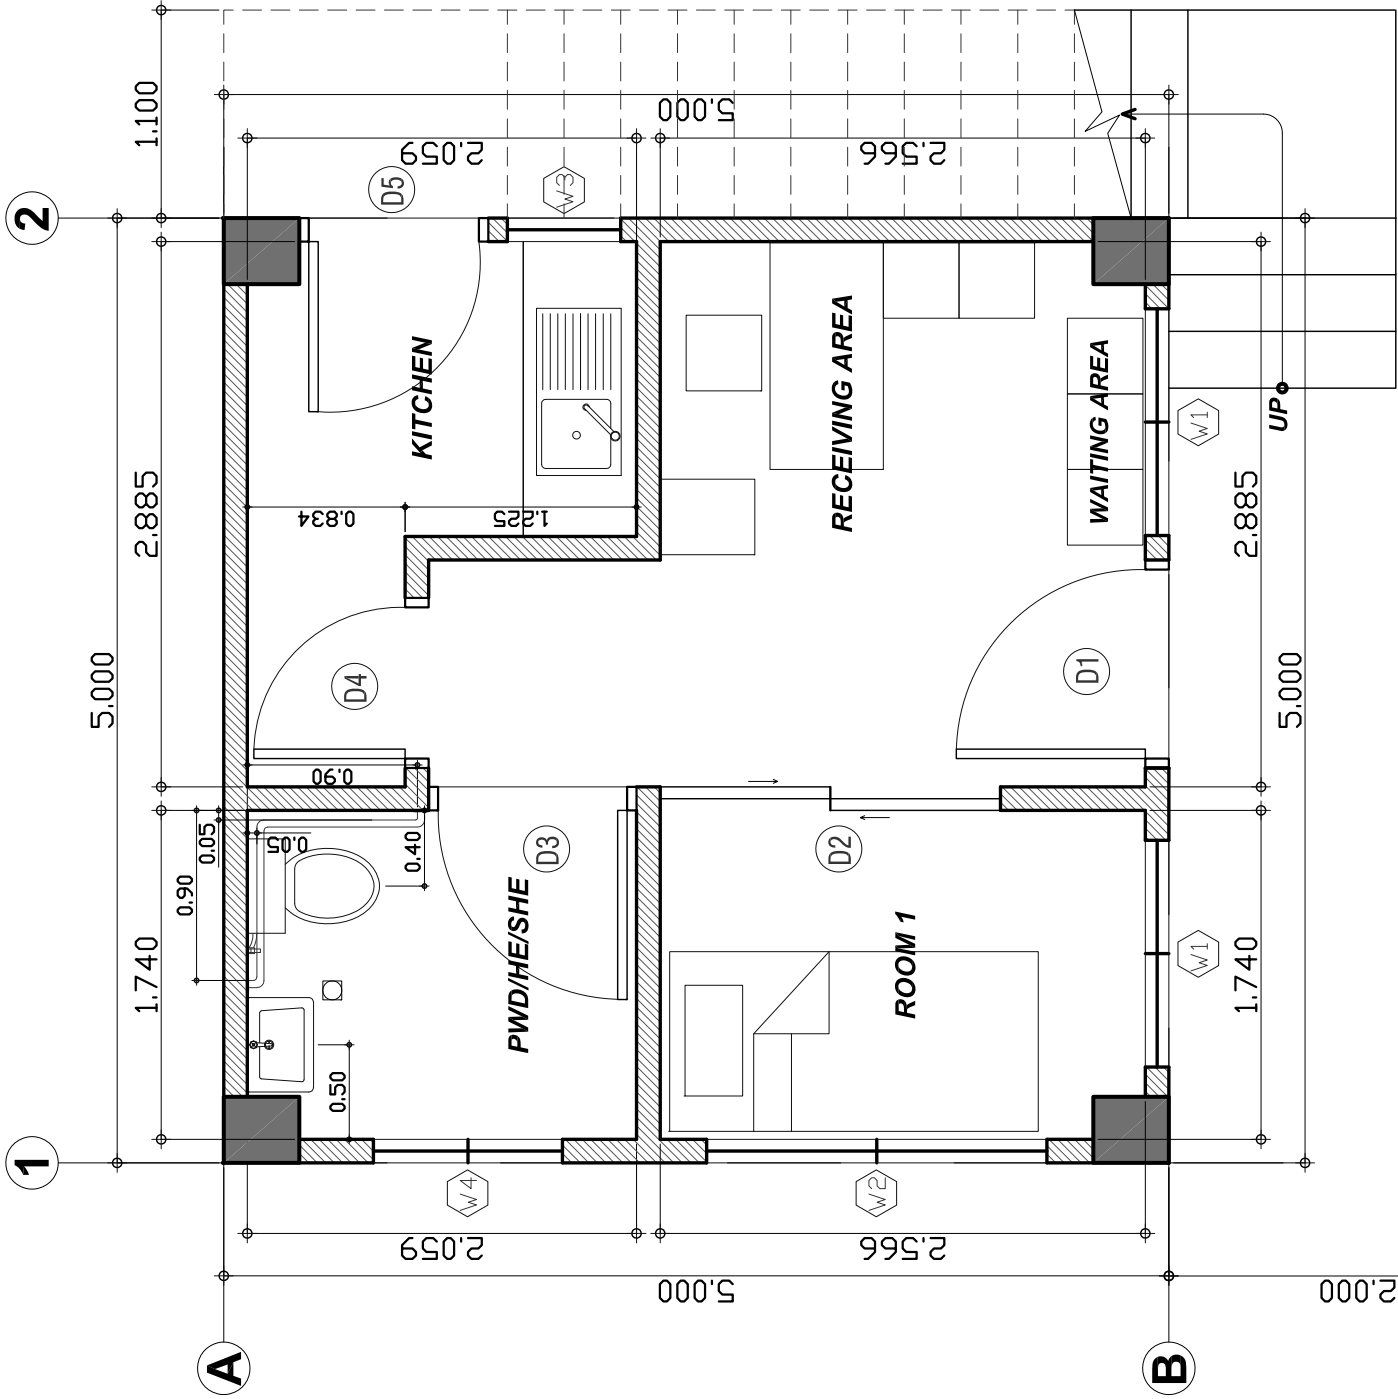 1
2
A
B
5.000
1.740
2.885
1.100
0.90
0.05
0.05
0.90
0.40
0.50
0.834
1.225
D4
D5
D3
W3
W4
KITCHEN
PWD/HE/SHE
2.059
2.059
5.000
5.000
2.566
2.566
D2
W2
ROOM 1
RECEIVING AREA
WAITING AREA
D1
W1
W1
UP
1.740
2.885
5.000
2.000